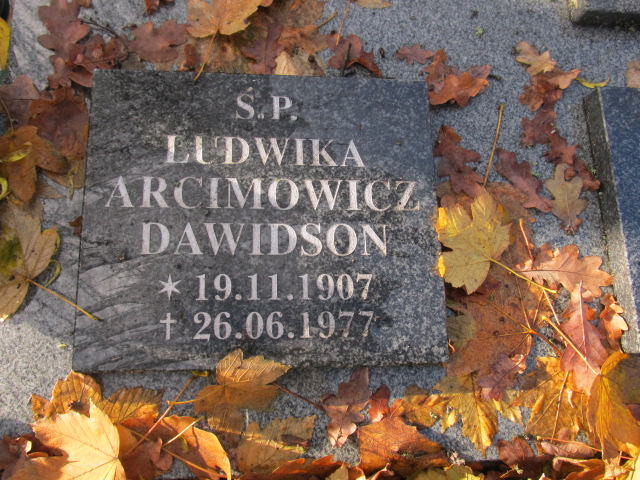 Ś.P.
LUDWIKA
ARCIMOWICZ
DAWIDSON
* 19.11.1907
† 26.06.1977